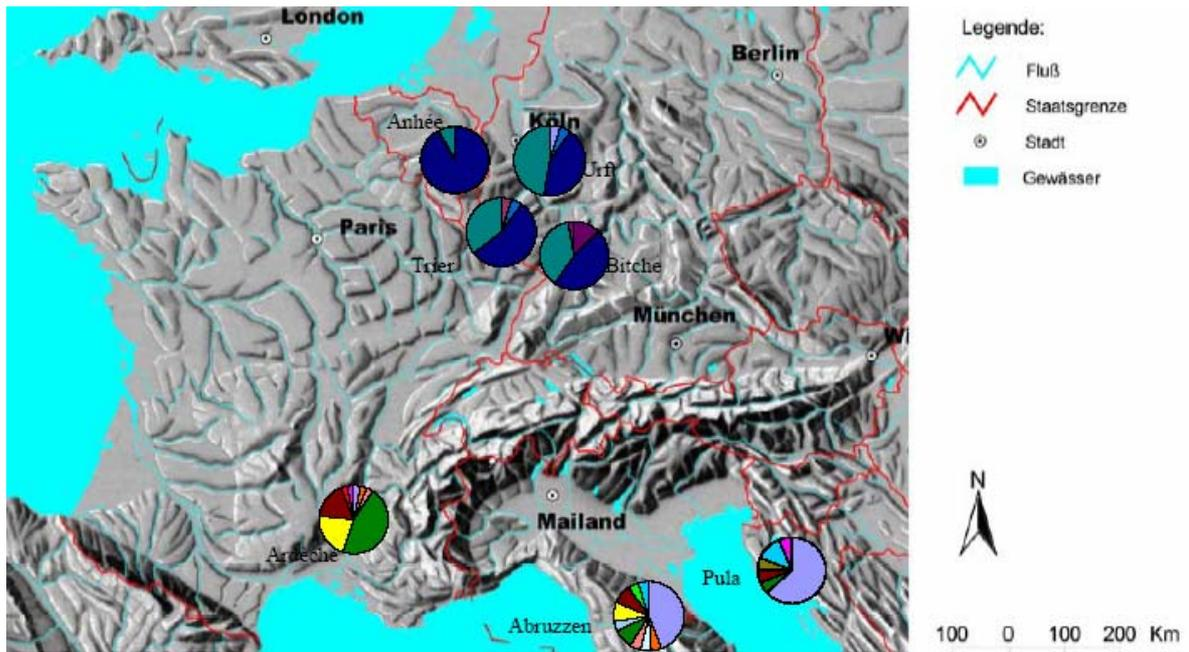 London
Berlin
Anhée
Köln
Urft
Paris
Trier
Bitche
München
Wi
Mailand
Ardeche
Pula
Abruzzen
Legende:
Fluß
Staatsgrenze
Stadt
Gewässer
N
100 0 100 200 Km